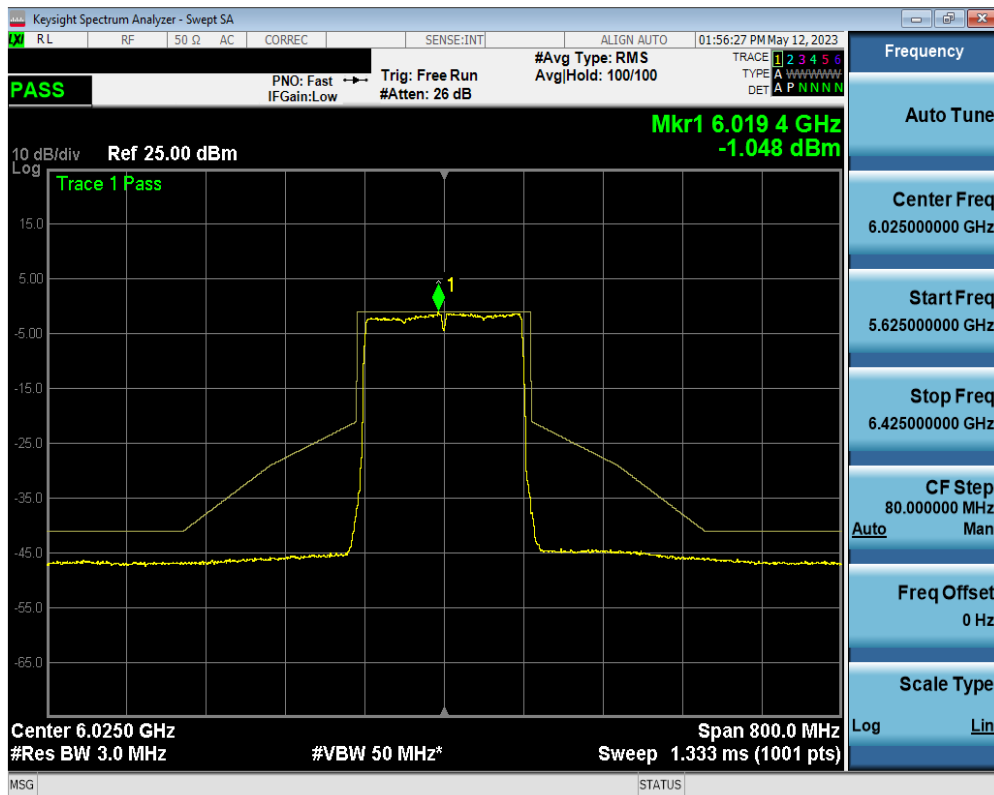 Keysight Spectrum Analyzer - Swept SA
LXI RL RF 50 Ω AC CORREC SENSE:INT ALIGN AUTO 01:56:27 PM May 12, 2023
PASS
PNO: Fast
IFGain:Low
Trig: Free Run
#Atten: 26 dB
#Avg Type: RMS
Avg|Hold: 100/100
TRACE 1 2 3 4 5 6
TYPE A WWWWW
DET A P N N N N
Mkr1 6.019 4 GHz
-1.048 dBm
10 dB/div Ref 25.00 dBm
Log
Trace 1 Pass
1
15.0
5.00
-5.00
-15.0
-25.0
-35.0
-45.0
-55.0
-65.0
Center 6.0250 GHz Span 800.0 MHz
#Res BW 3.0 MHz #VBW 50 MHz* Sweep 1.333 ms (1001 pts)
MSG STATUS
Frequency
Auto Tune
Center Freq
6.025000000 GHz
Start Freq
5.625000000 GHz
Stop Freq
6.425000000 GHz
CF Step
80.000000 MHz
Auto Man
Freq Offset
0 Hz
Scale Type
Log Lin